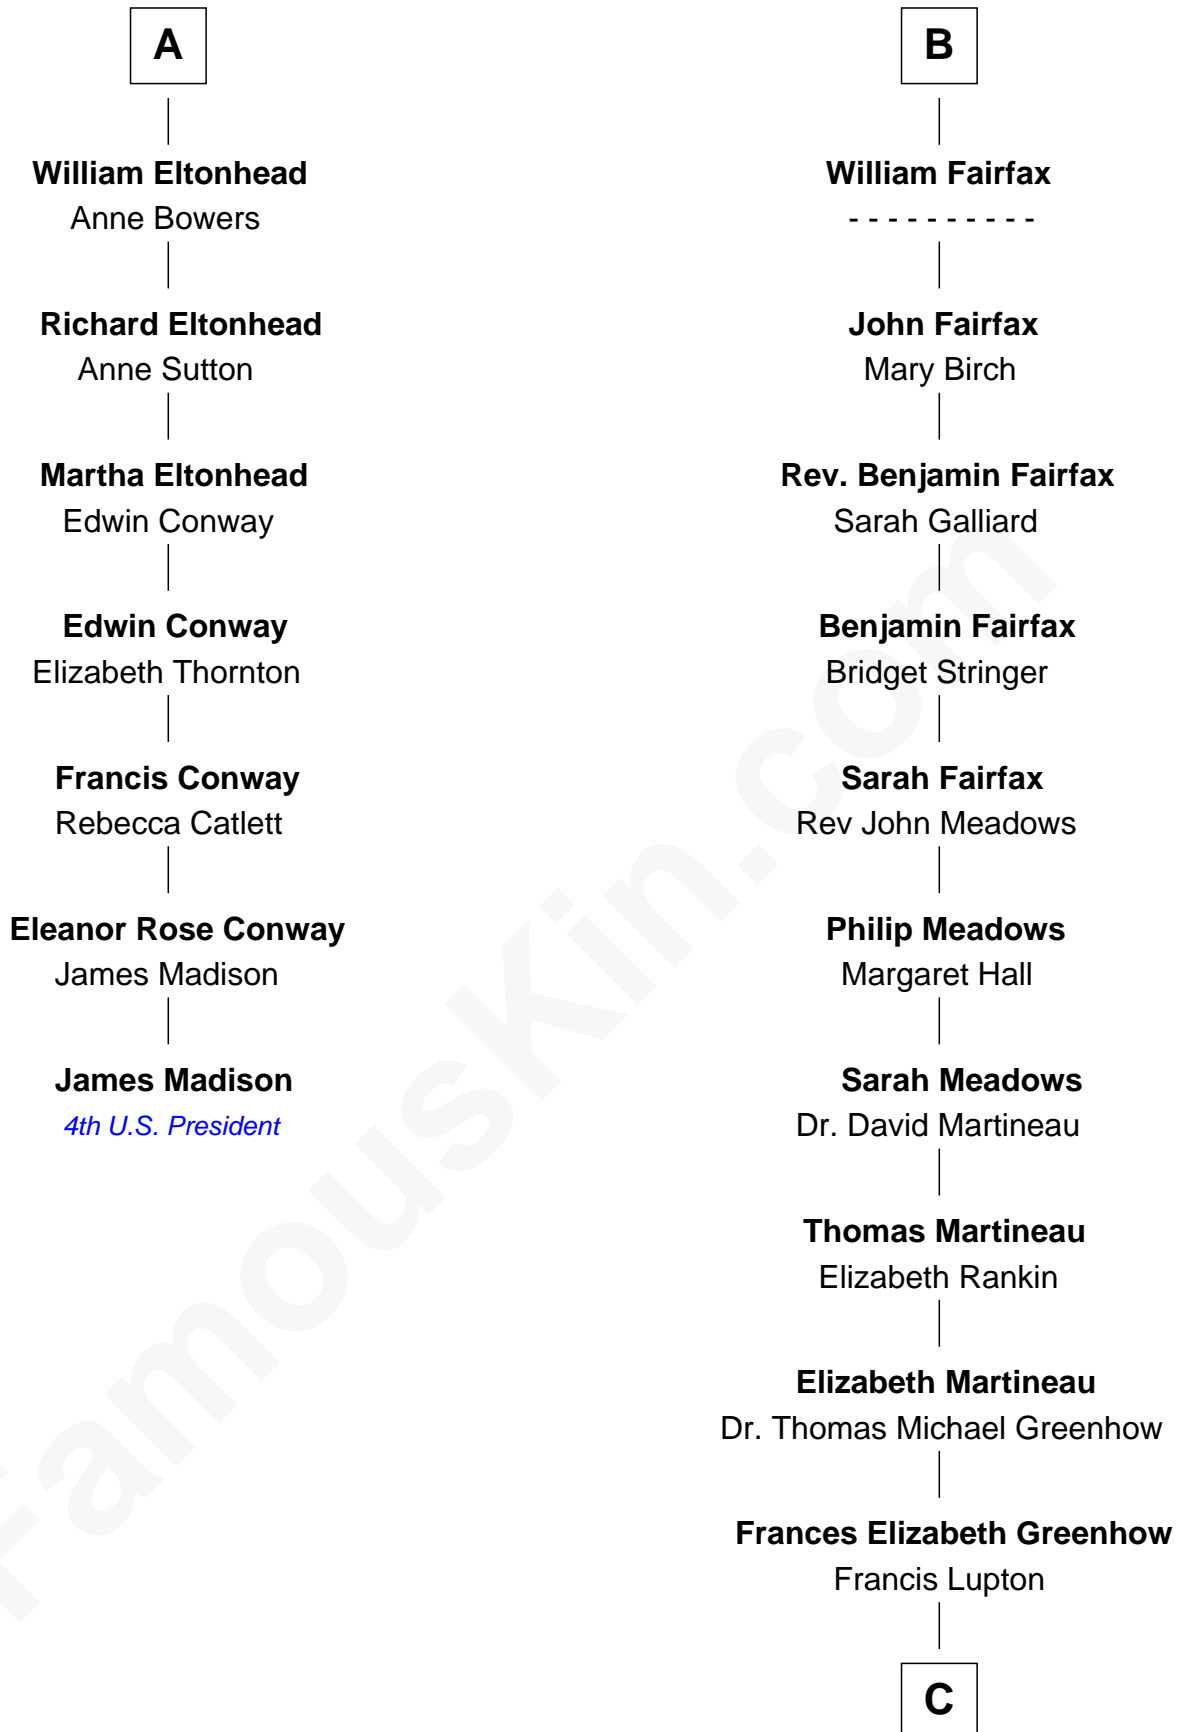 A
William Eltonhead
Anne Bowers
Richard Eltonhead
Anne Sutton
Martha Eltonhead
Edwin Conway
Edwin Conway
Elizabeth Thornton
Francis Conway
Rebecca Catlett
Eleanor Rose Conway
James Madison
James Madison
4th U.S. President
B
William Fairfax
- - - - - - - - - -
John Fairfax
Mary Birch
Rev. Benjamin Fairfax
Sarah Galliard
Benjamin Fairfax
Bridget Stringer
Sarah Fairfax
Rev John Meadows
Philip Meadows
Margaret Hall
Sarah Meadows
Dr. David Martineau
Thomas Martineau
Elizabeth Rankin
Elizabeth Martineau
Dr. Thomas Michael Greenhow
Frances Elizabeth Greenhow
Francis Lupton
C
FamousKin.com